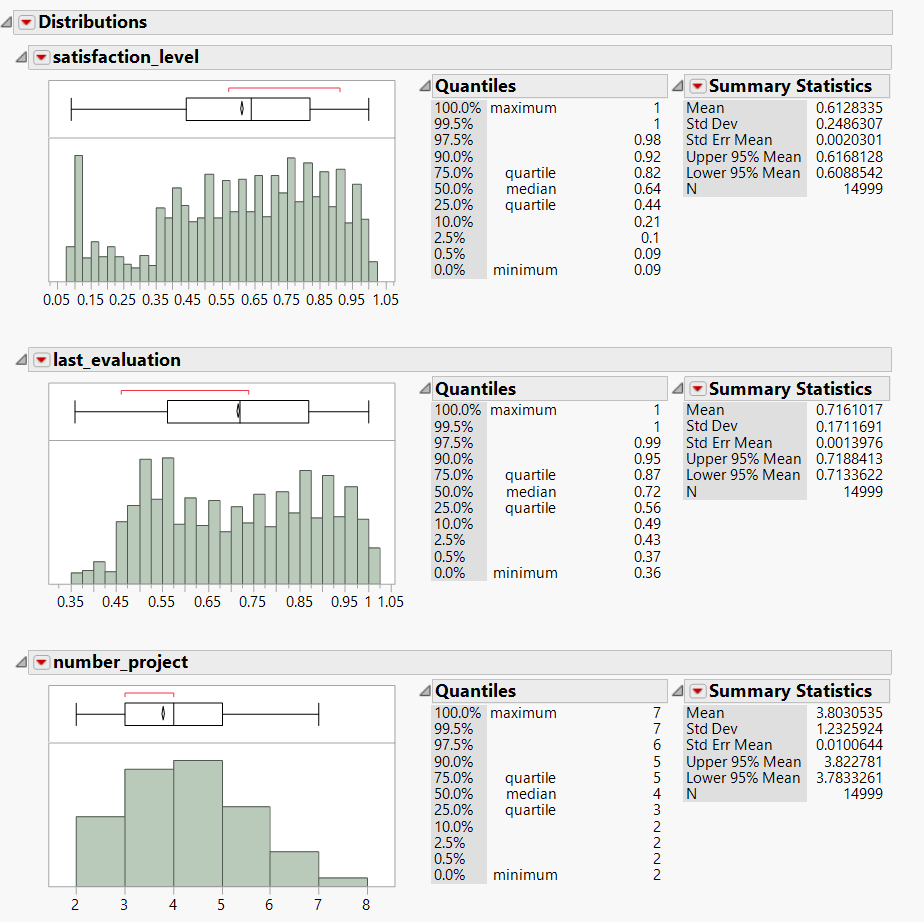 Distributions
satisfaction_level
Quantiles
100.0% maximum 1
99.5% 1
97.5% 0.98
90.0% 0.92
75.0% quartile 0.82
50.0% median 0.64
25.0% quartile 0.44
10.0% 0.21
2.5% 0.1
0.5% 0.09
0.0% minimum 0.09
Summary Statistics
Mean 0.6128335
Std Dev 0.2486307
Std Err Mean 0.0020301
Upper 95% Mean 0.6168128
Lower 95% Mean 0.6088542
N 14999
0.05 0.15 0.25 0.35 0.45 0.55 0.65 0.75 0.85 0.95 1.05
last_evaluation
Quantiles
100.0% maximum 1
99.5% 1
97.5% 0.99
90.0% 0.95
75.0% quartile 0.87
50.0% median 0.72
25.0% quartile 0.56
10.0% 0.49
2.5% 0.43
0.5% 0.37
0.0% minimum 0.36
Summary Statistics
Mean 0.7161017
Std Dev 0.1711691
Std Err Mean 0.0013976
Upper 95% Mean 0.7188413
Lower 95% Mean 0.7133622
N 14999
0.35 0.45 0.55 0.65 0.75 0.85 0.95 1 1.05
number_project
Quantiles
100.0% maximum 7
99.5% 7
97.5% 6
90.0% 5
75.0% quartile 5
50.0% median 4
25.0% quartile 3
10.0% 2
2.5% 2
0.5% 2
0.0% minimum 2
Summary Statistics
Mean 3.8030535
Std Dev 1.2325924
Std Err Mean 0.0100644
Upper 95% Mean 3.822781
Lower 95% Mean 3.7833261
N 14999
2 3 4 5 6 7 8